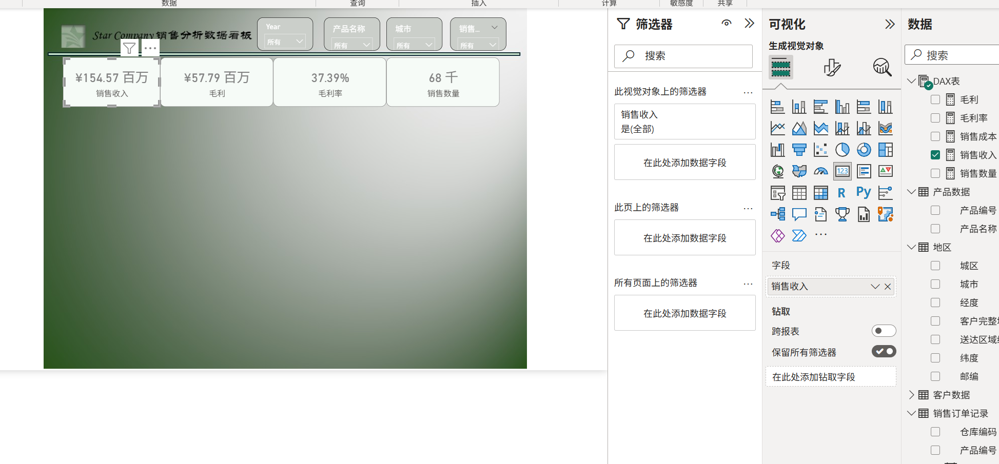 数据
查询
插入
计算
敏感度
共享
Star Company 销售分析数据看板
Year
所有
产品名称
所有
城市
所有
销售...
所有
¥154.57 百万
销售收入
¥57.79 百万
毛利
37.39%
毛利率
68 千
销售数量
筛选器
搜索
此视觉对象上的筛选器
...
销售收入
是(全部)
在此处添加数据字段
此页上的筛选器
...
在此处添加数据字段
所有页面上的筛选器
...
在此处添加数据字段
可视化
生成视觉对象
123
R
Py
...
字段
销售收入
钻取
跨报表
保留所有筛选器
在此处添加钻取字段
数据
搜索
DAX表
毛利
毛利率
销售成本
销售收入
销售数量
产品数据
产品编号
产品名称
地区
城区
城市
经度
客户完整
送达区域
纬度
邮编
客户数据
销售订单记录
仓库编码
产品编号